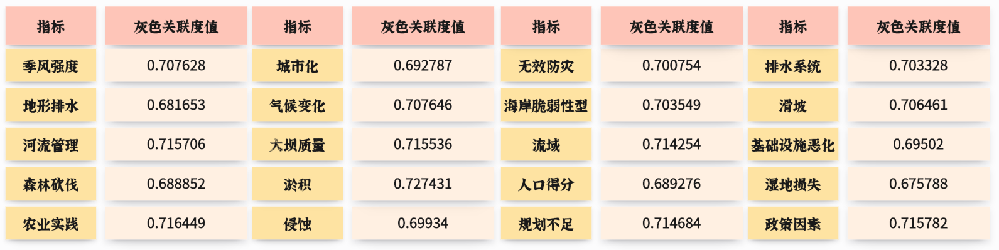 指标 灰色关联度值 指标 灰色关联度值 指标 灰色关联度值 指标 灰色关联度值
季风强度 0.707628 城市化 0.692787 无效防灾 0.700754 排水系统 0.703328
地形排水 0.681653 气候变化 0.707646 海岸脆弱性型 0.703549 滑坡 0.706461
河流管理 0.715706 大坝质量 0.715536 流域 0.714254 基础设施恶化 0.69502
森林砍伐 0.688852 淤积 0.727431 人口得分 0.689276 湿地损失 0.675788
农业实践 0.716449 侵蚀 0.69934 规划不足 0.714684 政策因素 0.715782